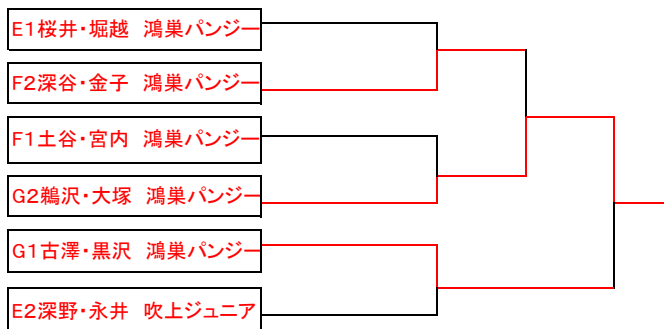 E1桜井・堀越 鴻巣パンジー
F2深谷・金子 鴻巣パンジー
F1土谷・宮内 鴻巣パンジー
G2鵜沢・大塚 鴻巣パンジー
G1古澤・黒沢 鴻巣パンジー
E2深野・永井 吹上ジュニア